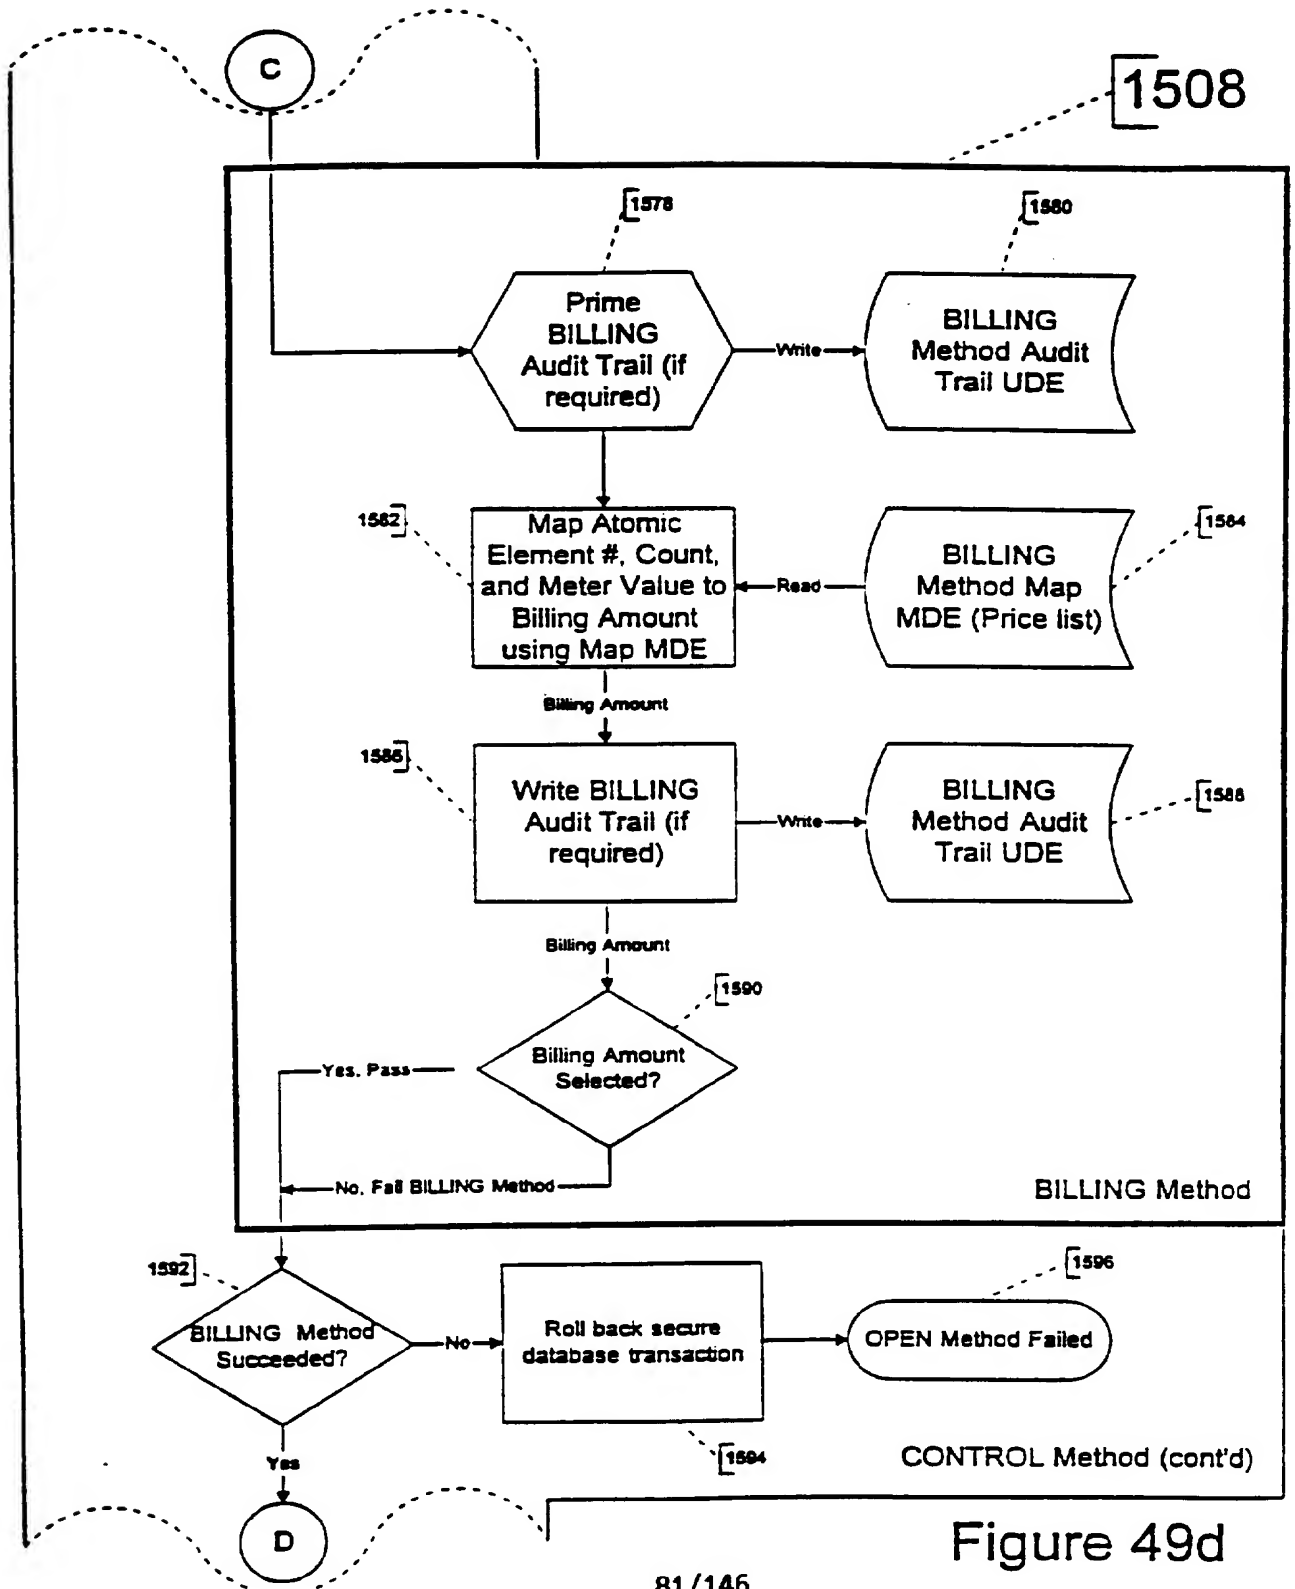 C
1508
1578
1580
Prime
BILLING
Audit Trail (if
required)
Write
BILLING
Method Audit
Trail UDE
1582
Map Atomic
Element #, Count,
and Meter Value to
Billing Amount
using Map MDE
Read
BILLING
Method Map
MDE (Price list)
1584
Billing Amount
1586
Write BILLING
Audit Trail (if
required)
Write
BILLING
Method Audit
Trail UDE
1588
Billing Amount
1590
Billing Amount
Selected?
Yes, Pass
No, Fail BILLING Method
BILLING Method
1592
BILLING Method
Succeeded?
No
Roll back secure
database transaction
1596
OPEN Method Failed
1594
Yes
CONTROL Method (cont'd)
D
Figure 49d
81/146